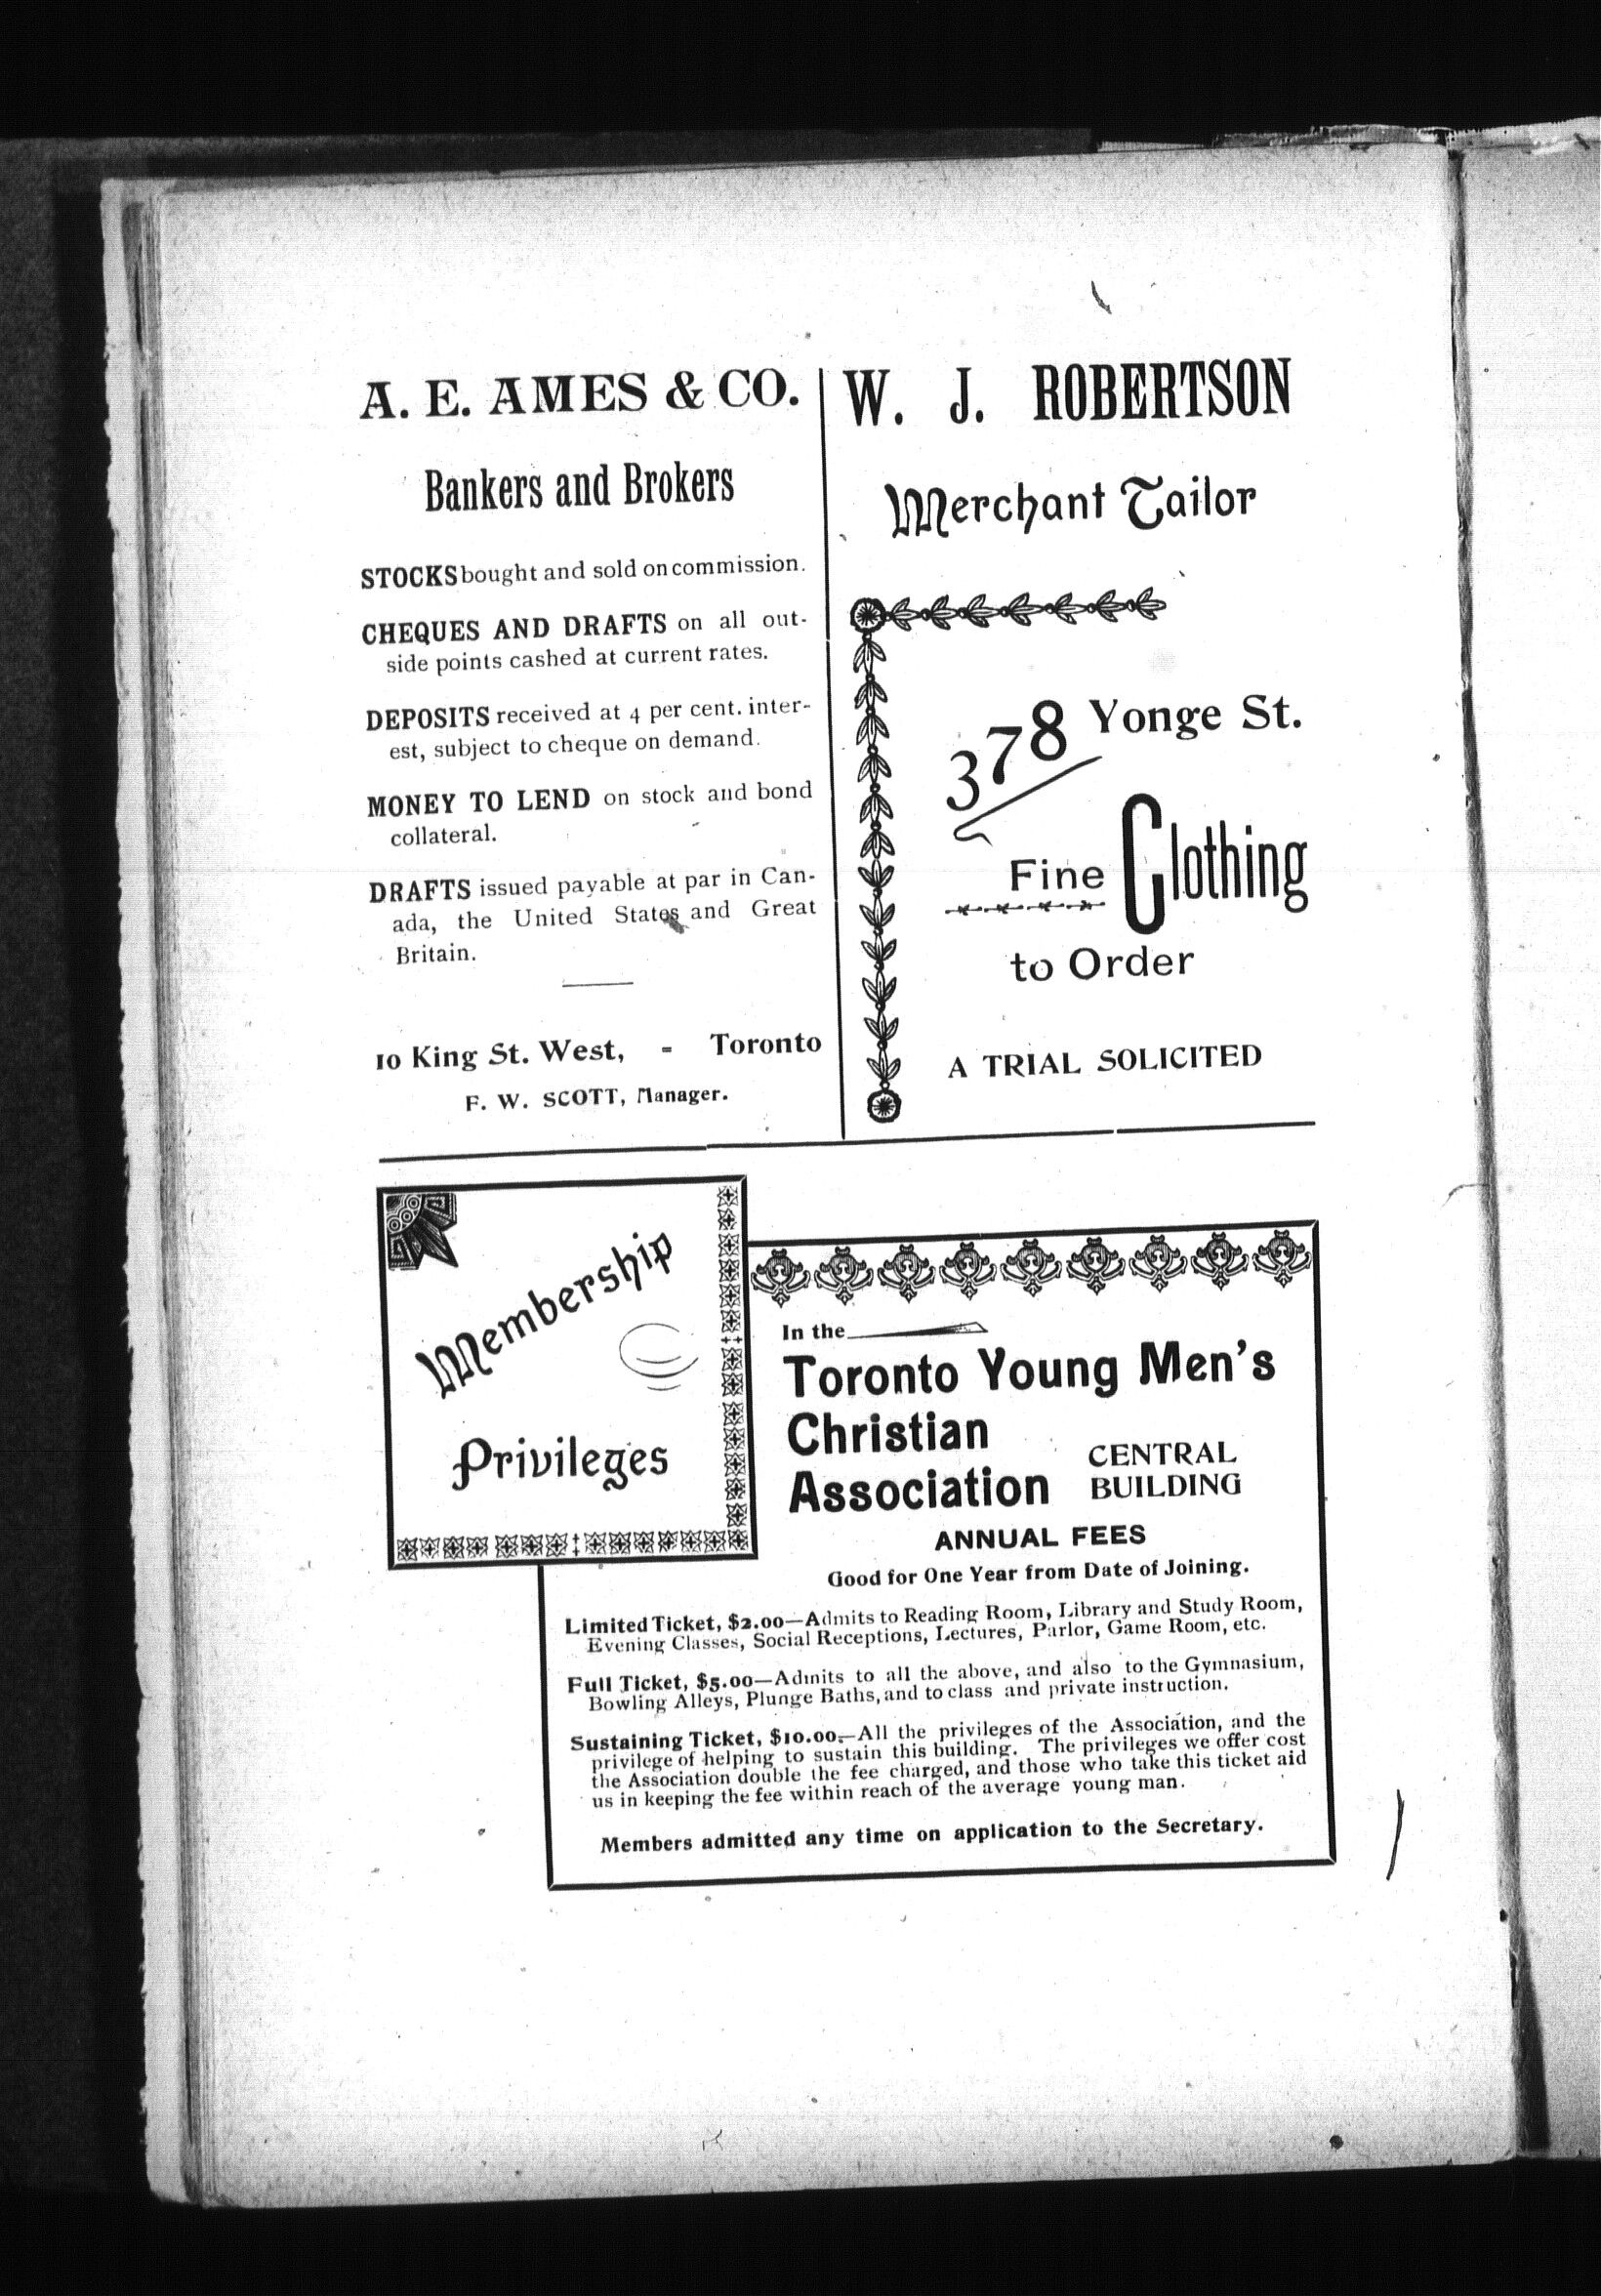 A. E. AMES & CO.
Bankers and Brokers
STOCKS bought and sold on commission.
CHEQUES AND DRAFTS on all out-
side points cashed at current rates.
DEPOSITS received at 4 per cent. inter-
est, subject to cheque on demand.
MONEY TO LEND on stock and bond
collateral.
DRAFTS issued payable at par in Can-
ada, the United States and Great
Britain.
10 King St. West, - Toronto
F. W. SCOTT, Manager.
W. J. ROBERTSON
Merchant Tailor
378 Yonge St.
Fine Clothing
to Order
A TRIAL SOLICITED
Membership
Privileges
In the
Toronto Young Men's
Christian
Association
CENTRAL
BUILDING
ANNUAL FEES
Good for One Year from Date of Joining.
Limited Ticket, $2.00—Admits to Reading Room, Library and Study Room,
Evening Classes, Social Receptions, Lectures, Parlor, Game Room, etc.
Full Ticket, $5.00—Admits to all the above, and also to the Gymnasium,
Bowling Alleys, Plunge Baths, and to class and private instruction.
Sustaining Ticket, $10.00.—All the privileges of the Association, and the
privilege of helping to sustain this building. The privileges we offer cost
the Association double the fee charged, and those who take this ticket aid
us in keeping the fee within reach of the average young man.
Members admitted any time on application to the Secretary.